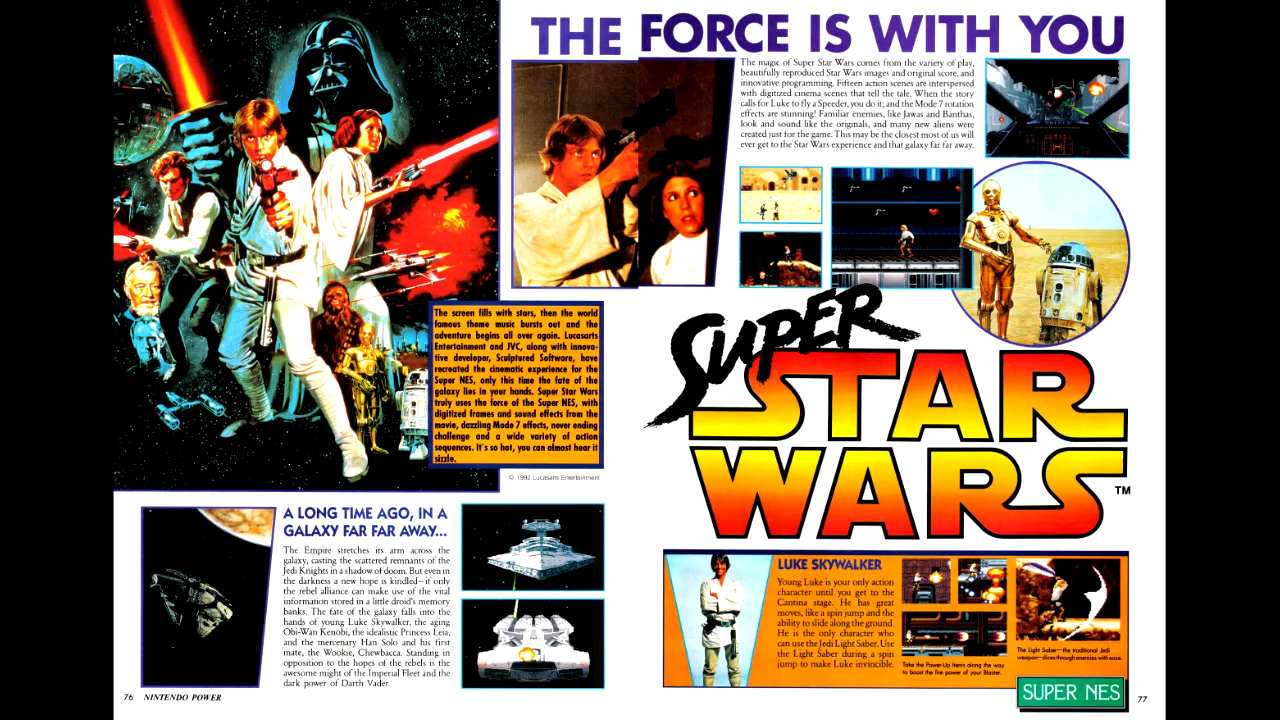 THE FORCE IS WITH YOU
The magic of Super Star Wars comes from the variety of play,
beautifully reproduced Star Wars images and original score, and
innovative programming. Fifteen action scenes are interspersed
with digitized cinema scenes that tell the tale. When the story
calls for Luke to fly a Speeder, you do it; and the Mode 7 rotation
effects are stunning! Familiar enemies, like Jawas and Banthas,
look and sound like the originals, and many new aliens were
created just for the game. This may be the closest most of us will
ever get to the Star Wars experience and that galaxy far far away.
The screen fills with stars, then the world
famous theme music bursts out and the
adventure begins all over again. Lucasarts
Entertainment and JVC, along with innova-
tive developer, Sculptured Software, have
recreated the cinematic experience for the
Super NES, only this time the fate of the
galaxy lies in your hands. Super Star Wars
truly uses the force of the Super NES, with
digitized frames and sound effects from the
movie, dazzling Mode 7 effects, never ending
challenge and a wide variety of action
sequences. It's so hot, you can almost hear it
sizzle.
© 1992 Lucasarts Entertainment
SUPER
STAR
WARS
TM
A LONG TIME AGO, IN A
GALAXY FAR FAR AWAY...
The Empire stretches its arm across the
galaxy, casting the scattered remnants of the
Jedi Knights in a shadow of doom. But even in
the darkness a new hope is kindled—if only
the rebel alliance can make use of the vital
information stored in a little droid's memory
banks. The fate of the galaxy falls into the
hands of young Luke Skywalker, the aging
Obi-Wan Kenobi, the idealistic Princess Leia,
and the mercenary Han Solo and his first
mate, the Wookie, Chewbacca. Standing in
opposition to the hopes of the rebels is the
awesome might of the Imperial Fleet and the
dark power of Darth Vader.
LUKE SKYWALKER
Young Luke is your only action
character until you get to the
Cantina stage. He has great
moves, like a spin jump and the
ability to slide along the ground.
He is the only character who
can use the Jedi Light Saber. Use
the Light Saber during a spin
jump to make Luke invincible.
Take the Power-Up items along the way
to boost the fire power of your Blaster.
The Light Saber—the traditional Jedi
weapon—slices through enemies with ease.
SUPER NES
76 NINTENDO POWER
77